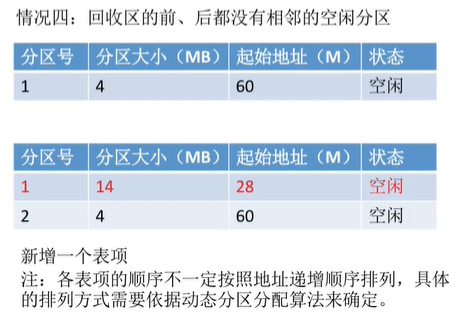 情况四：回收区的前、后都没有相邻的空闲分区
分区号 分区大小（MB） 起始地址（M） 状态
1 4 60 空闲
分区号 分区大小（MB） 起始地址（M） 状态
1 14 28 空闲
2 4 60 空闲
新增一个表项
注：各表项的顺序不一定按照地址递增顺序排列，具体
的排列方式需要依据动态分区分配算法来确定。